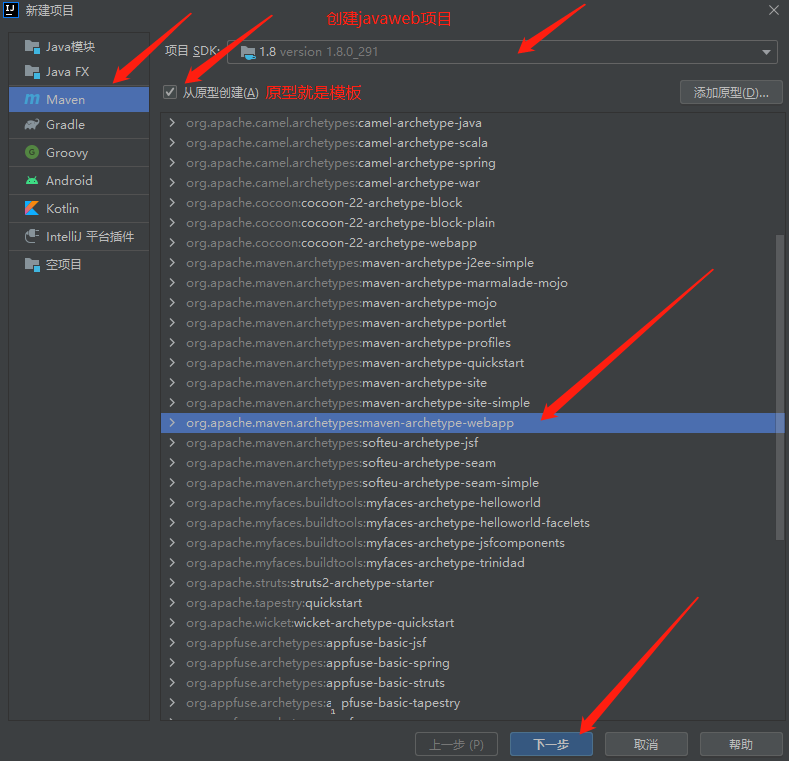 新建项目
创建javaweb项目
Java模块
Java FX
Maven
Gradle
Groovy
Android
Kotlin
IntelliJ 平台插件
空项目
项目 SDK: 1.8 version 1.8.0_291
从原型创建(A) 原型就是模板 添加原型(D)...
org.apache.camel.archetypes:camel-archetype-java
org.apache.camel.archetypes:camel-archetype-scala
org.apache.camel.archetypes:camel-archetype-spring
org.apache.camel.archetypes:camel-archetype-war
org.apache.cocoon:cocoon-22-archetype-block
org.apache.cocoon:cocoon-22-archetype-block-plain
org.apache.cocoon:cocoon-22-archetype-webapp
org.apache.maven.archetypes:maven-archetype-j2ee-simple
org.apache.maven.archetypes:maven-archetype-marmalade-mojo
org.apache.maven.archetypes:maven-archetype-mojo
org.apache.maven.archetypes:maven-archetype-portlet
org.apache.maven.archetypes:maven-archetype-profiles
org.apache.maven.archetypes:maven-archetype-quickstart
org.apache.maven.archetypes:maven-archetype-site
org.apache.maven.archetypes:maven-archetype-site-simple
org.apache.maven.archetypes:maven-archetype-webapp
org.apache.maven.archetypes:softeu-archetype-jsf
org.apache.maven.archetypes:softeu-archetype-seam
org.apache.maven.archetypes:softeu-archetype-seam-simple
org.apache.myfaces.buildtools:myfaces-archetype-helloworld
org.apache.myfaces.buildtools:myfaces-archetype-helloworld-facelets
org.apache.myfaces.buildtools:myfaces-archetype-jsfcomponents
org.apache.myfaces.buildtools:myfaces-archetype-trinidad
org.apache.struts:struts2-archetype-starter
org.apache.tapestry:quickstart
org.apache.wicket:wicket-archetype-quickstart
org.appfuse.archetypes:appfuse-basic-jsf
org.appfuse.archetypes:appfuse-basic-spring
org.appfuse.archetypes:appfuse-basic-struts
org.appfuse.archetypes:a pfuse-basic-tapestry
上一步 (P) 下一步 取消 帮助